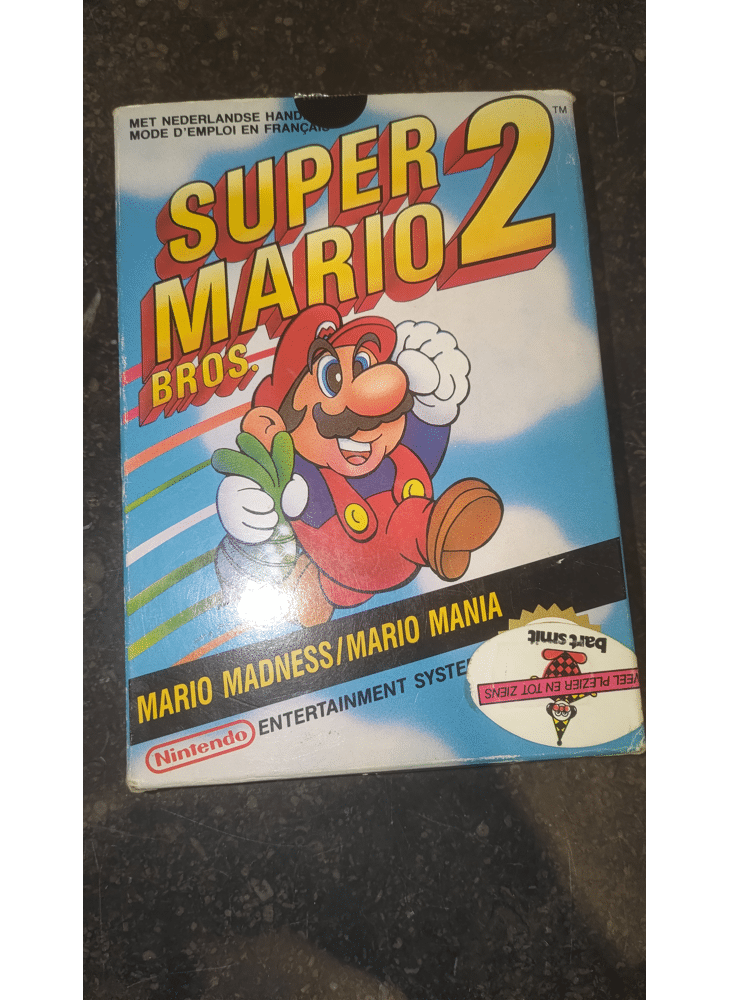 MET NEDERLANDSE HAND
MODE D'EMPLOI EN FRANÇAIS
SUPER
MARIO 2 ™
BROS.
M
MARIO MADNESS/MARIO MANIA
Nintendo ENTERTAINMENT SYSTE
bart smit
VEEL PLEZIER EN TOT ZIENS